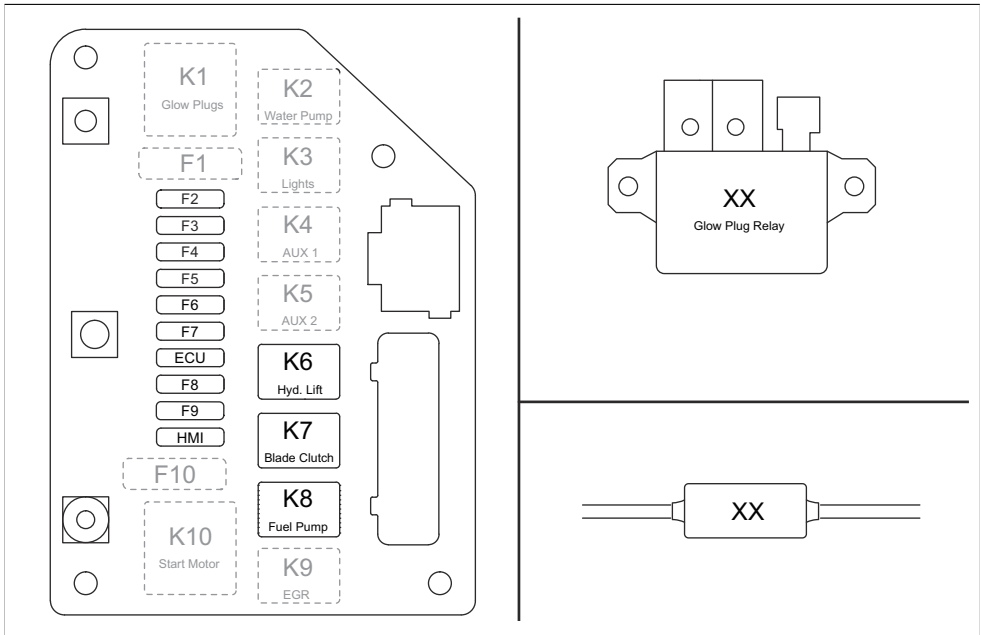 K1
Glow Plugs
F1
F2
F3
F4
F5
F6
F7
ECU
F8
F9
HMI
F10
K10
Start Motor
K2
Water Pump
K3
Lights
K4
AUX 1
K5
AUX 2
K6
Hyd. Lift
K7
Blade Clutch
K8
Fuel Pump
K9
EGR
XX
Glow Plug Relay
XX